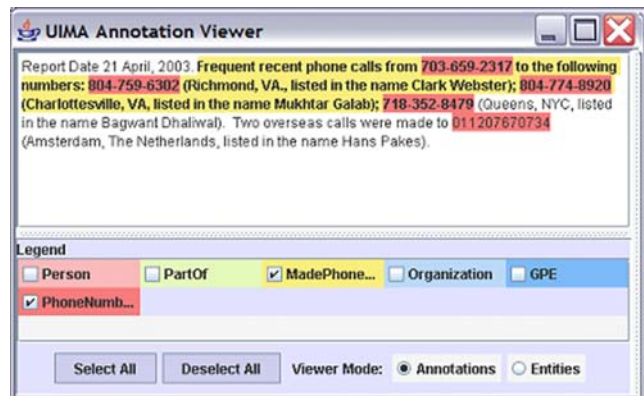 UIMA Annotation Viewer
Report Date 21 April, 2003. Frequent recent phone calls from 703-659-2317 to the following
numbers: 804-759-6302 (Richmond, VA., listed in the name Clark Webster); 804-774-8920
(Charlottesville, VA, listed in the name Mukhtar Galab); 718-352-8479 (Queens, NYC, listed
in the name Bagwant Dhaliwal). Two overseas calls were made to 011207670734
(Amsterdam, The Netherlands, listed in the name Hans Pakes).
Legend
Person PartOf MadePhone... Organization GPE
PhoneNumb...
Select All Deselect All Viewer Mode: Annotations Entities